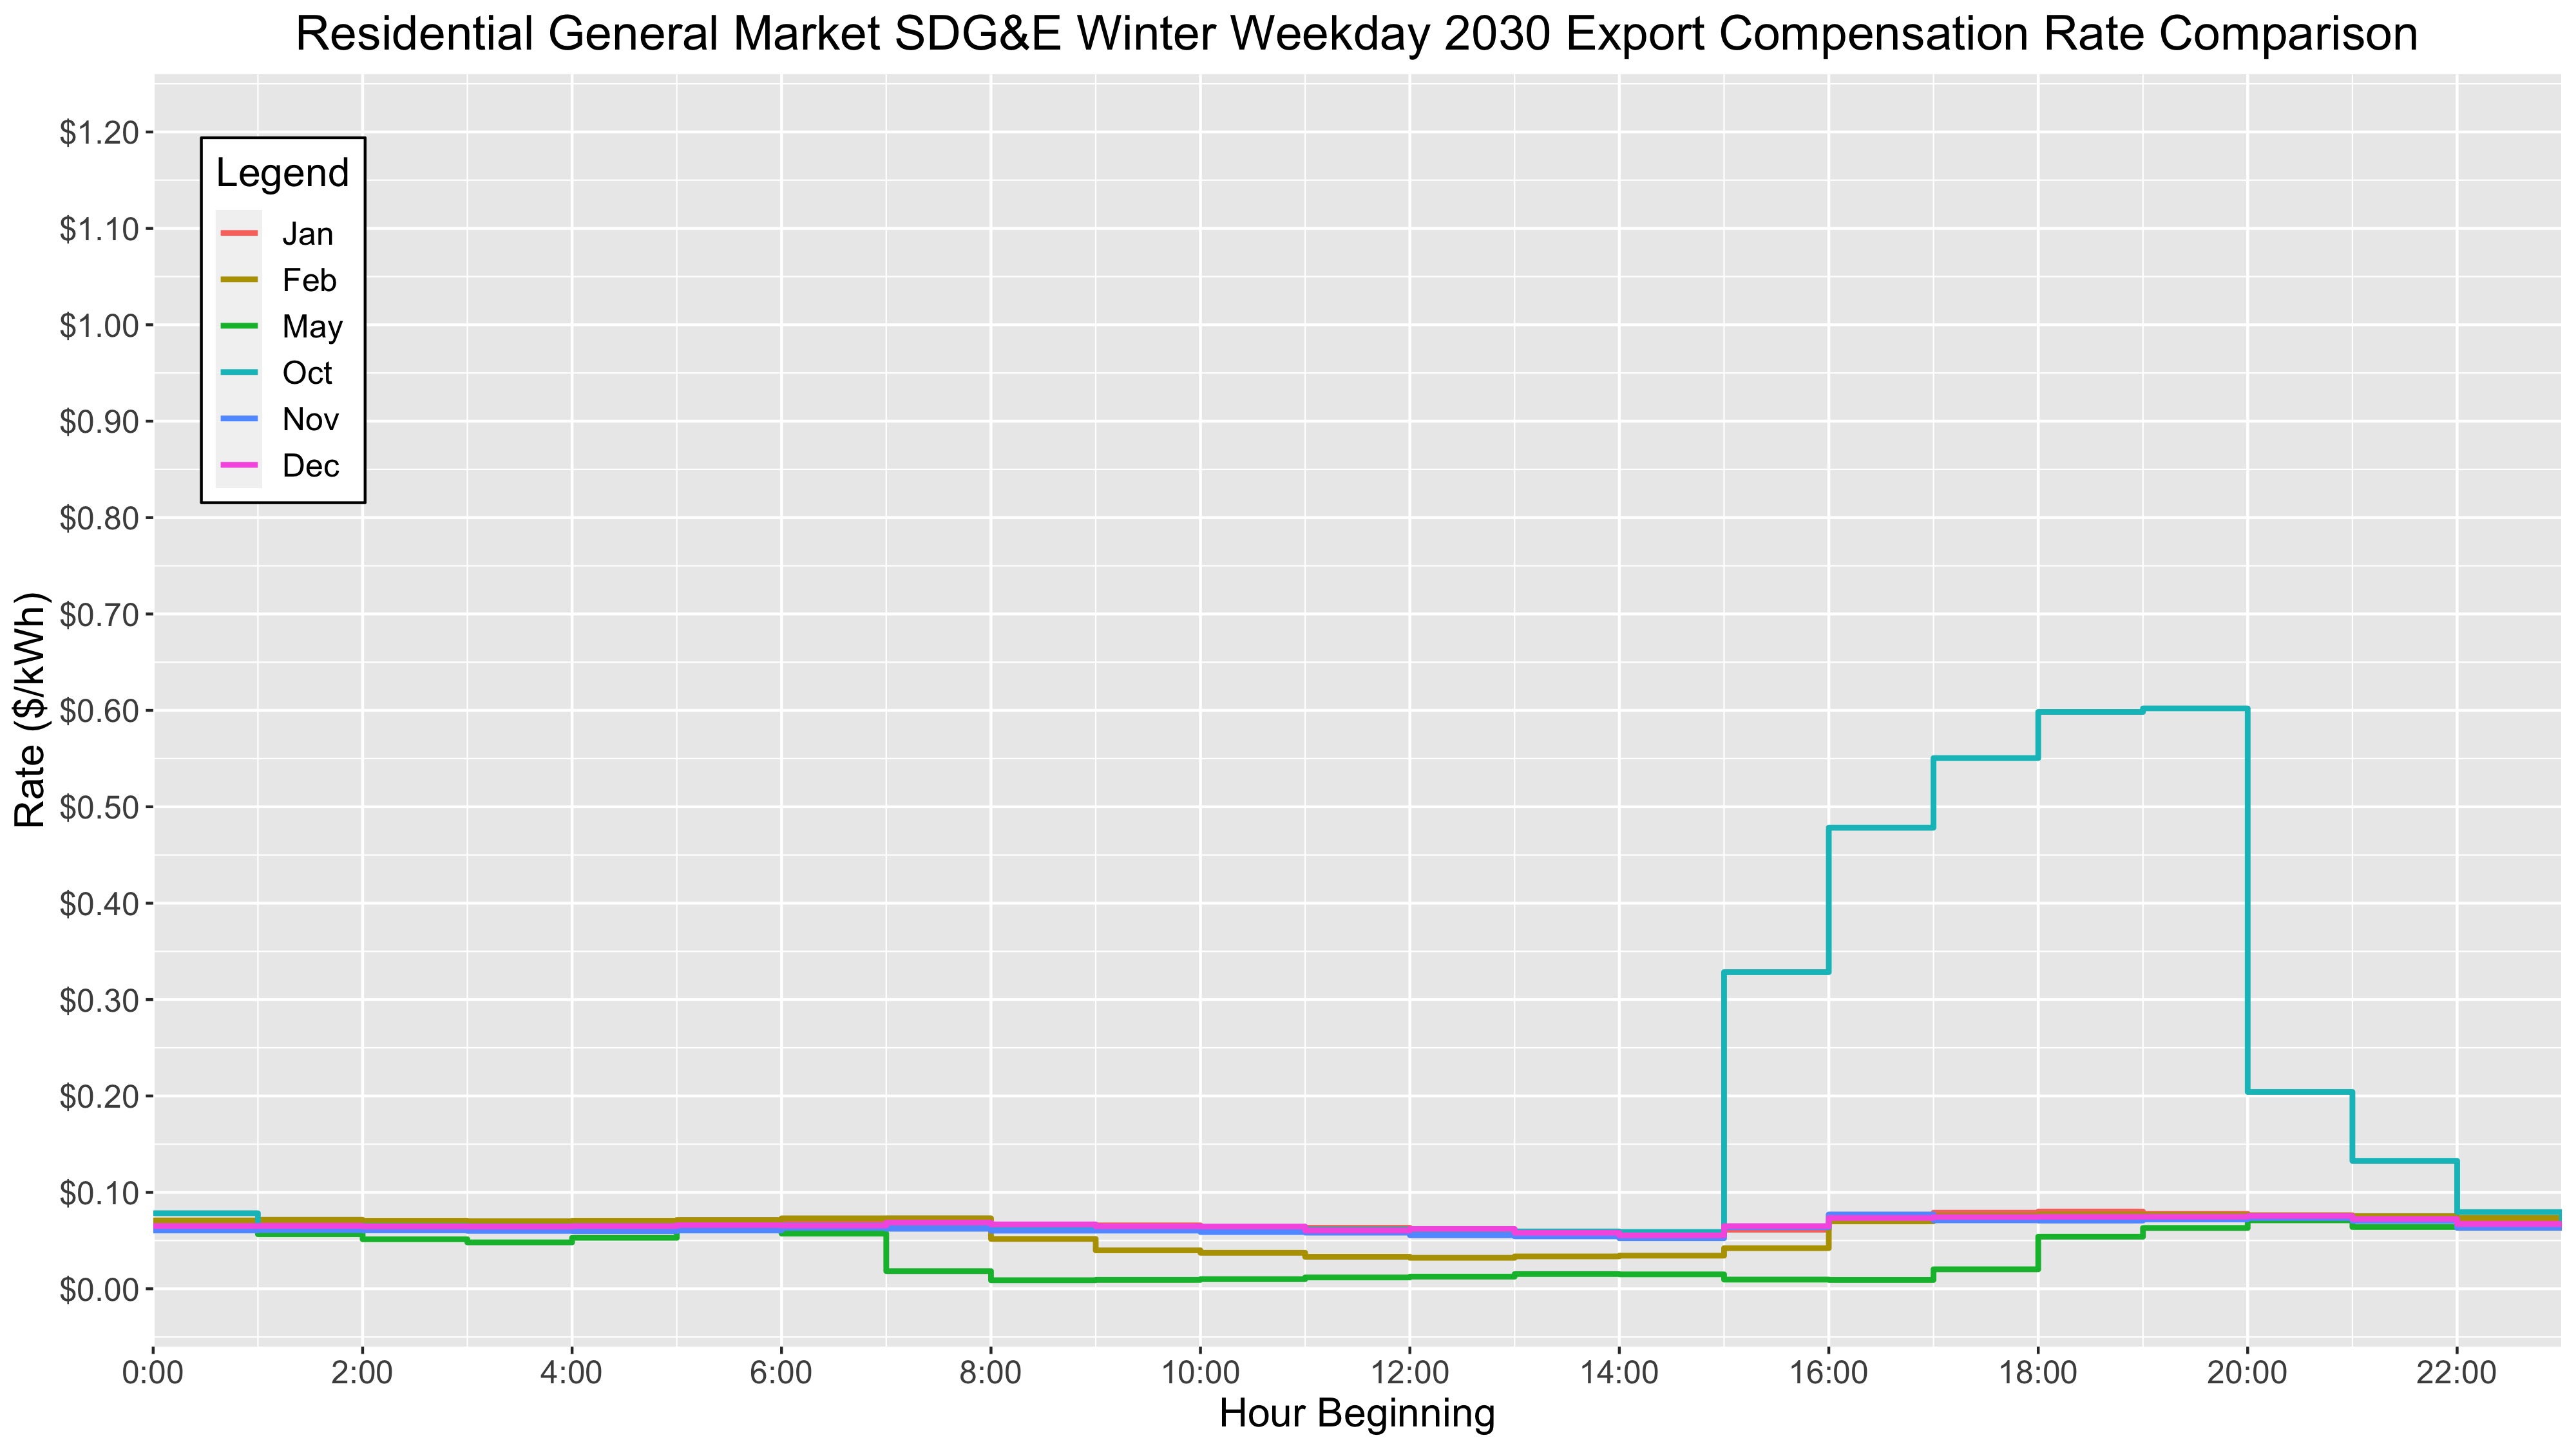 Residential General Market SDG&E Winter Weekday 2030 Export Compensation Rate Comparison
Rate ($/kWh)
$1.20
$1.10
$1.00
$0.90
$0.80
$0.70
$0.60
$0.50
$0.40
$0.30
$0.20
$0.10
$0.00
Legend
Jan
Feb
May
Oct
Nov
Dec
0:00 2:00 4:00 6:00 8:00 10:00 12:00 14:00 16:00 18:00 20:00 22:00
Hour Beginning